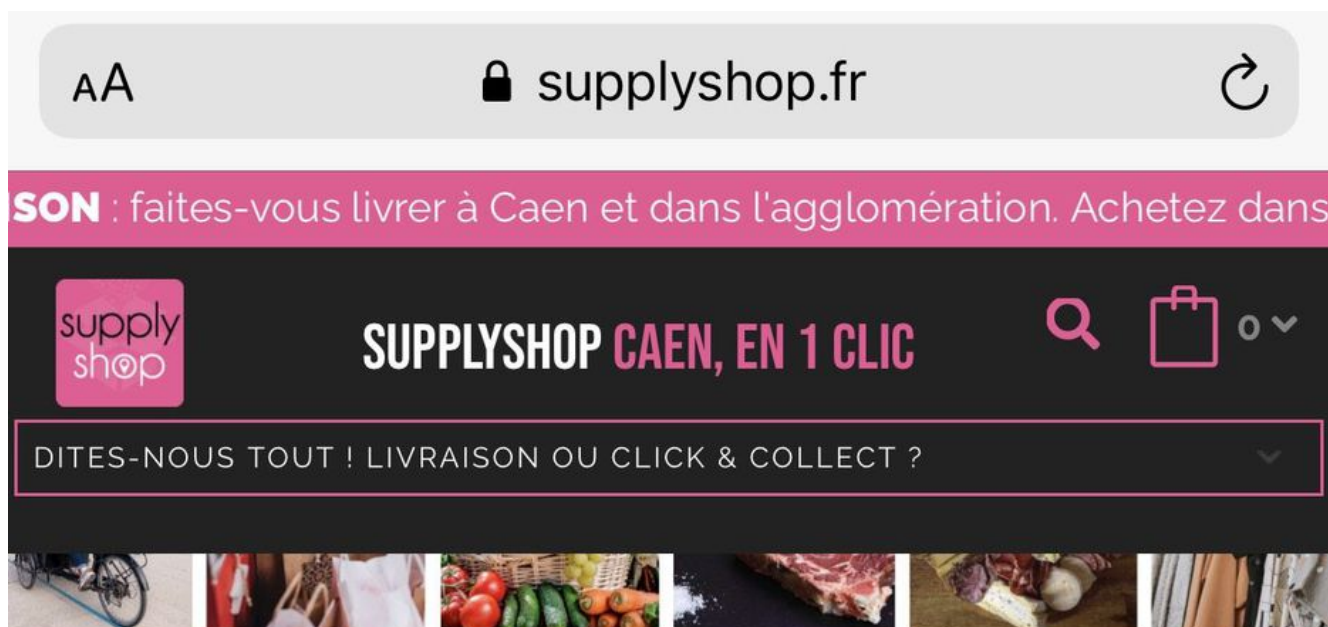 AA supplyshop.fr
ISON : faites-vous livrer à Caen et dans l'agglomération. Achetez dans
supply
shop
SUPPLYSHOP CAEN, EN 1 CLIC
0
DITES-NOUS TOUT ! LIVRAISON OU CLICK & COLLECT ?